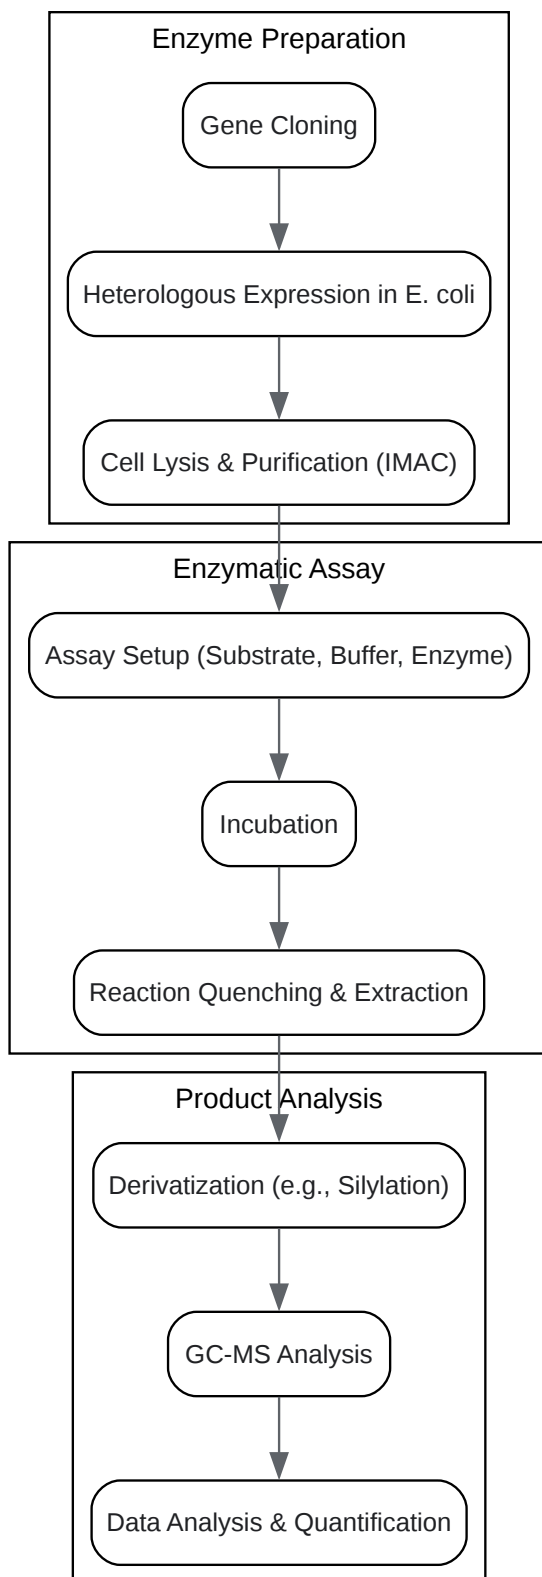 Enzyme Preparation
Gene Cloning
Heterologous Expression in E. coli
Cell Lysis & Purification (IMAC)
Enzymatic Assay
Assay Setup (Substrate, Buffer, Enzyme)
Incubation
Reaction Quenching & Extraction
Product Analysis
Derivatization (e.g., Silylation)
GC-MS Analysis
Data Analysis & Quantification